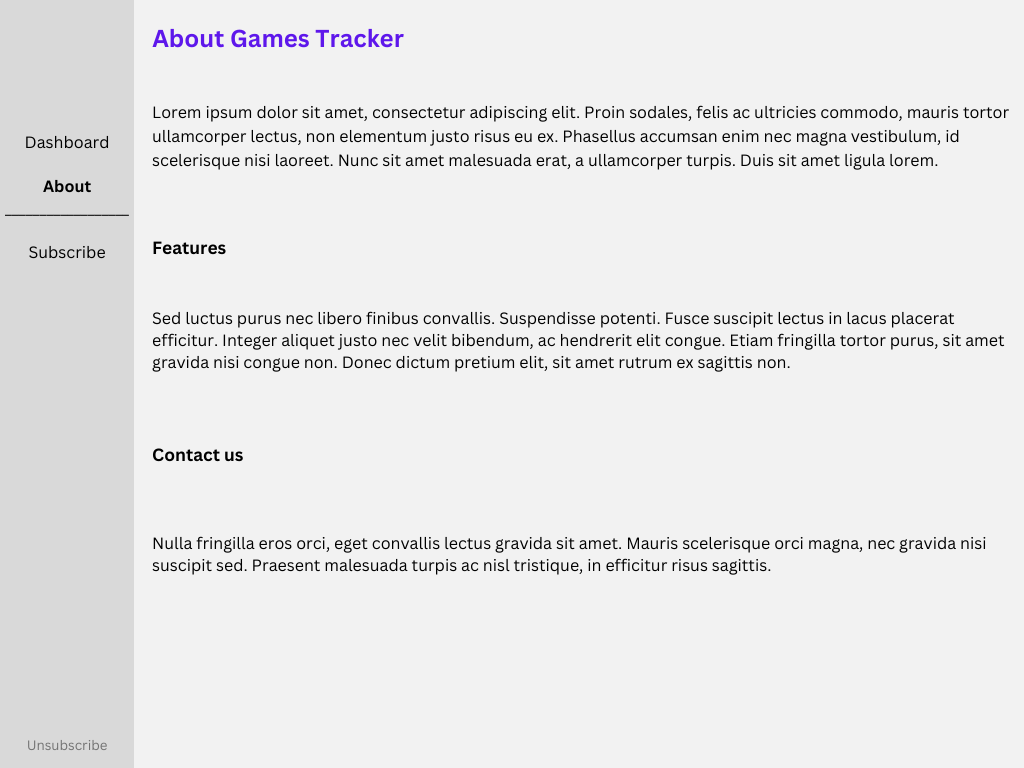 Dashboard
About
Subscribe
Unsubscribe
About Games Tracker
Lorem ipsum dolor sit amet, consectetur adipiscing elit. Proin sodales, felis ac ultricies commodo, mauris tortor
ullamcorper lectus, non elementum justo risus eu ex. Phasellus accumsan enim nec magna vestibulum, id
scelerisque nisi laoreet. Nunc sit amet malesuada erat, a ullamcorper turpis. Duis sit amet ligula lorem.
Features
Sed luctus purus nec libero finibus convallis. Suspendisse potenti. Fusce suscipit lectus in lacus placerat
efficitur. Integer aliquet justo nec velit bibendum, ac hendrerit elit congue. Etiam fringilla tortor purus, sit amet
gravida nisi congue non. Donec dictum pretium elit, sit amet rutrum ex sagittis non.
Contact us
Nulla fringilla eros orci, eget convallis lectus gravida sit amet. Mauris scelerisque orci magna, nec gravida nisi
suscipit sed. Praesent malesuada turpis ac nisl tristique, in efficitur risus sagittis.